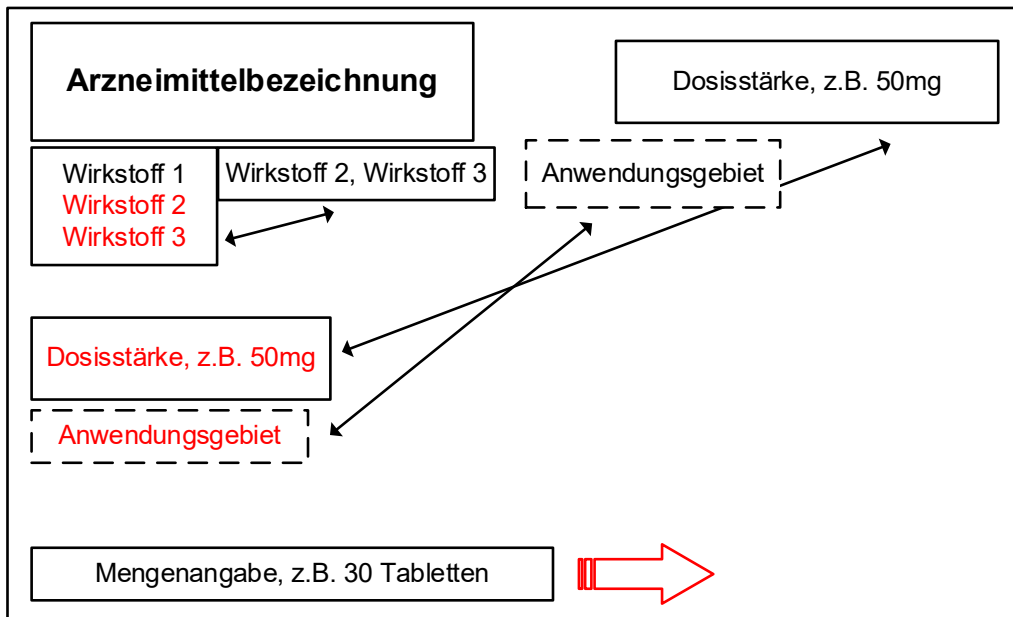 Arzneimittelbezeichnung
Dosisstärke, z.B. 50mg
Wirkstoff 1
Wirkstoff 2
Wirkstoff 3
Wirkstoff 2, Wirkstoff 3
Anwendungsgebiet
Dosisstärke, z.B. 50mg
Anwendungsgebiet
Mengenangabe, z.B. 30 Tabletten